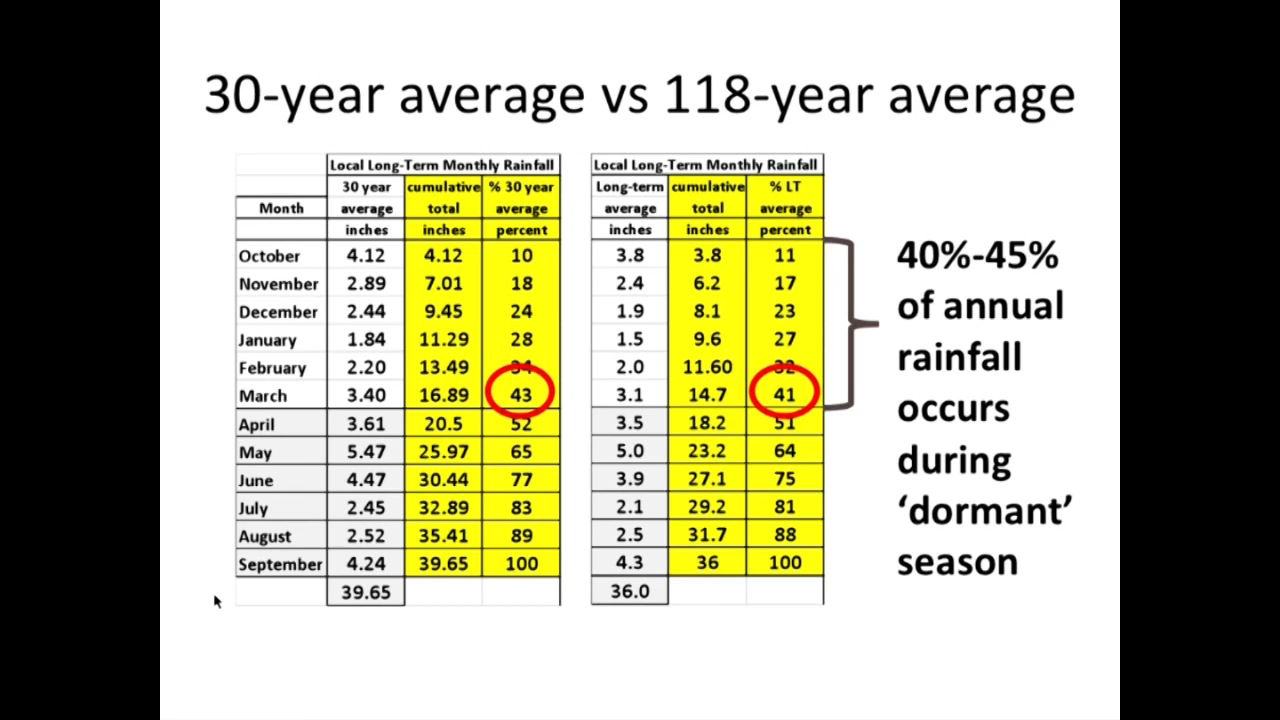 30-year average vs 118-year average
Local Long-Term Monthly Rainfall Local Long-Term Monthly Rainfall
30 year cumulative % 30 year Long-term cumulative % LT
Month average total average average total average
inches inches percent inches inches percent
October 4.12 4.12 10 3.8 3.8 11
November 2.89 7.01 18 2.4 6.2 17
December 2.44 9.45 24 1.9 8.1 23
January 1.84 11.29 28 1.5 9.6 27
February 2.20 13.49 34 2.0 11.60 32
March 3.40 16.89 43 3.1 14.7 41
April 3.61 20.5 52 3.5 18.2 51
May 5.47 25.97 65 5.0 23.2 64
June 4.47 30.44 77 3.9 27.1 75
July 2.45 32.89 83 2.1 29.2 81
August 2.52 35.41 89 2.5 31.7 88
September 4.24 39.65 100 4.3 36 100
39.65 36.0
40%-45%
of annual
rainfall
occurs
during
‘dormant’
season